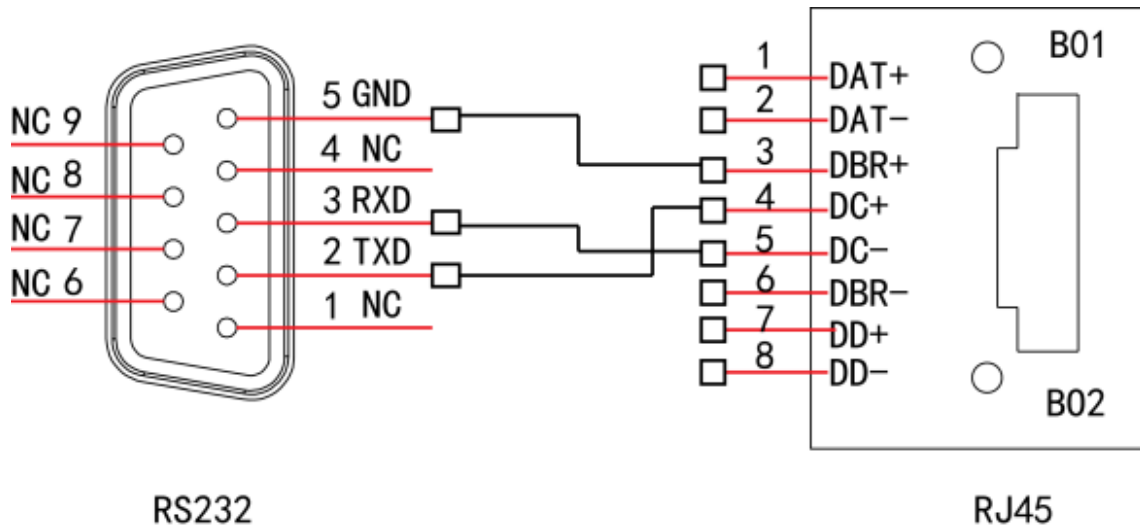 NC 9
NC 8
NC 7
NC 6
5 GND
4 NC
3 RXD
2 TXD
1 NC
1 DAT+
2 DAT-
3 DBR+
4 DC+
5 DC-
6 DBR-
7 DD+
8 DD-
B01
B02
RS232
RJ45